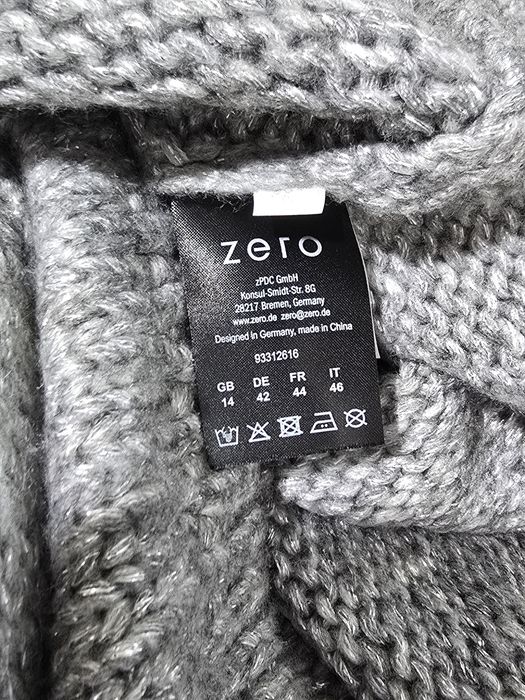 zero
zPDC GmbH
Konsul-Smidt-Str. 8G
28217 Bremen, Germany
www.zero.de zero@zero.de
Designed in Germany, made in China
93312616
GB DE FR IT
14 42 44 46